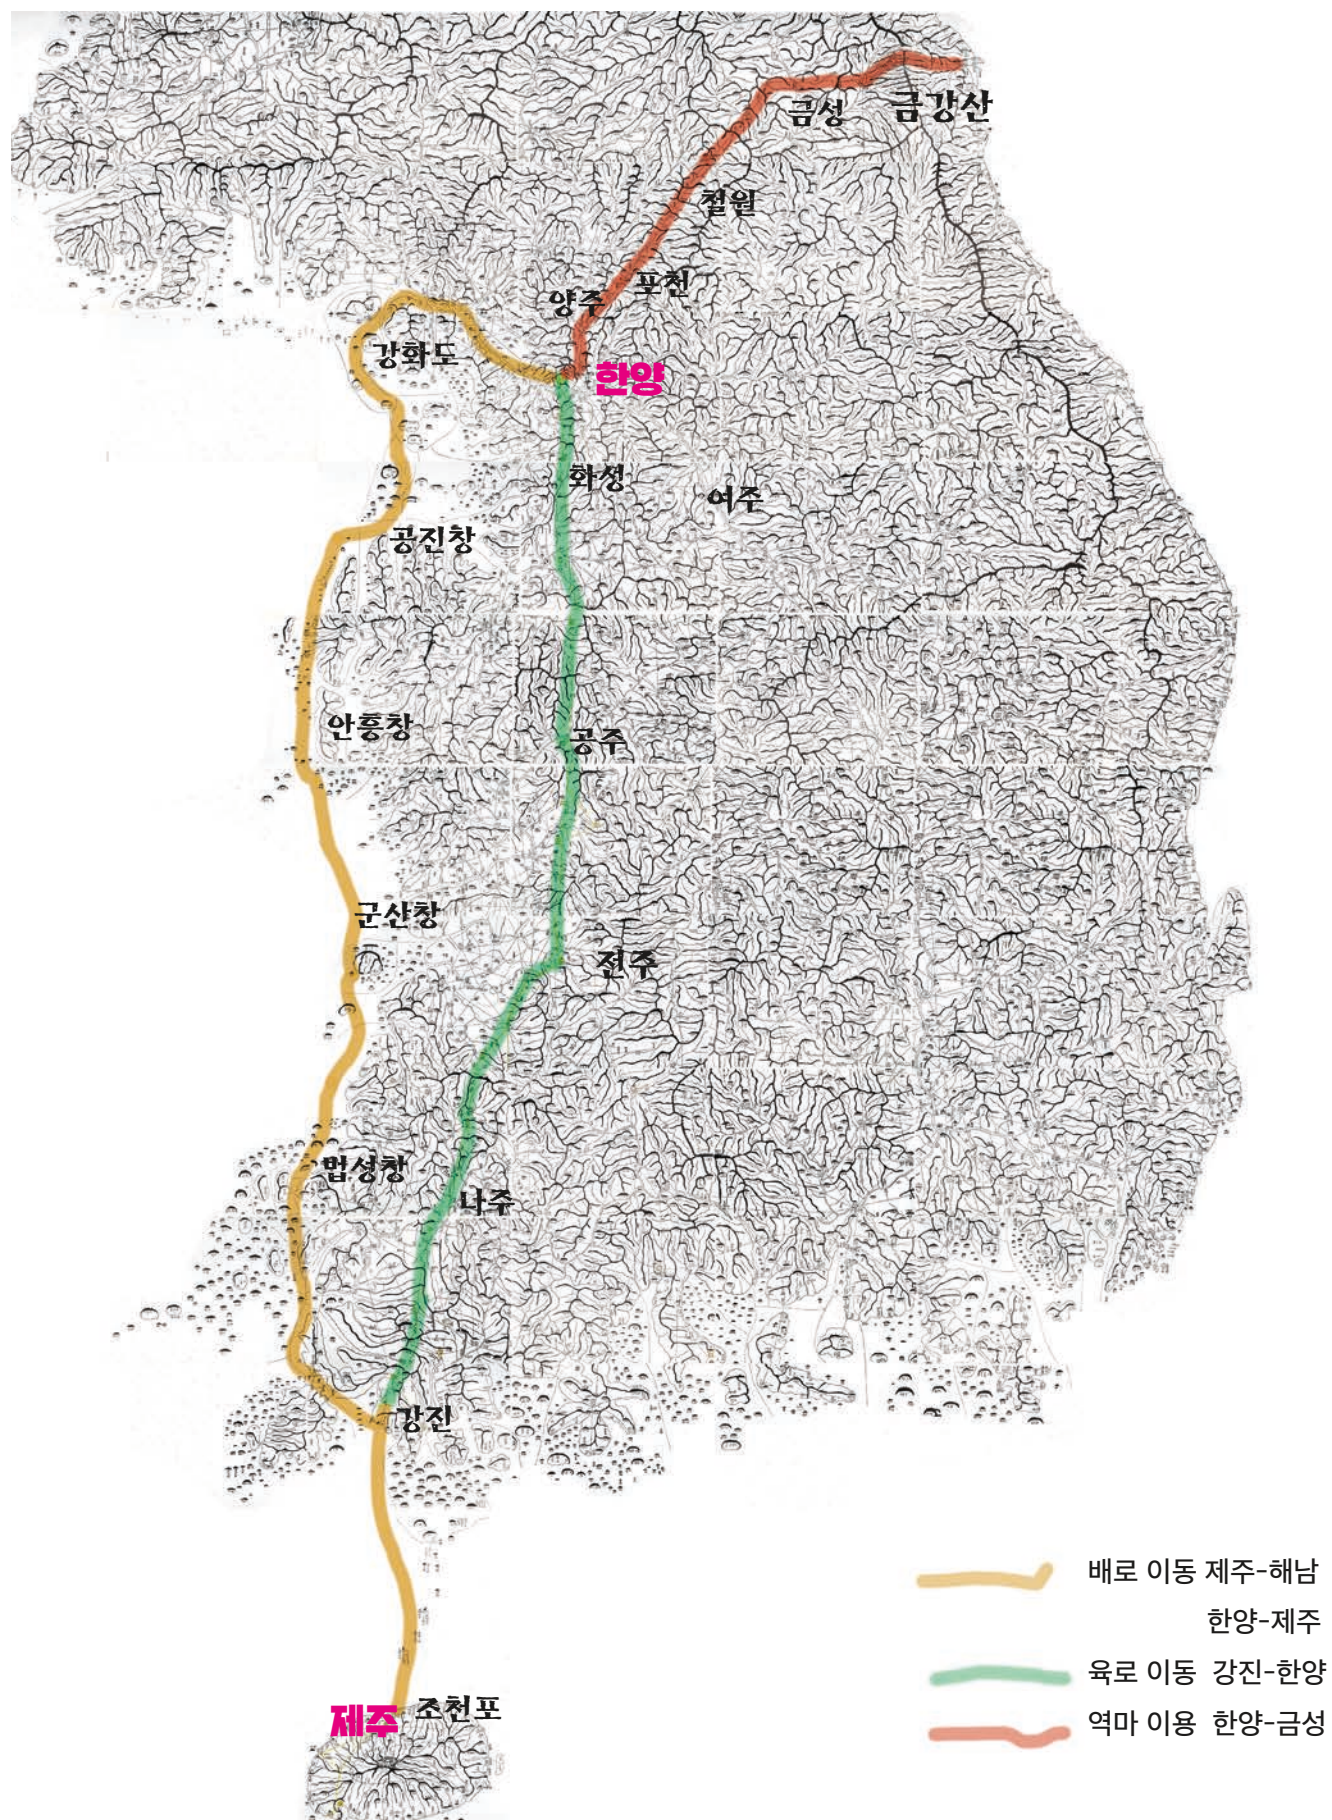 금성
금강산
철원
포천
양주
강화도
한양
화성
여주
공진창
안흥창
공주
군산창
전주
법성창
나주
강진
배로 이동 제주-해남
한양-제주
육로 이동 강진-한양
역마 이용 한양-금성
제주
조천포